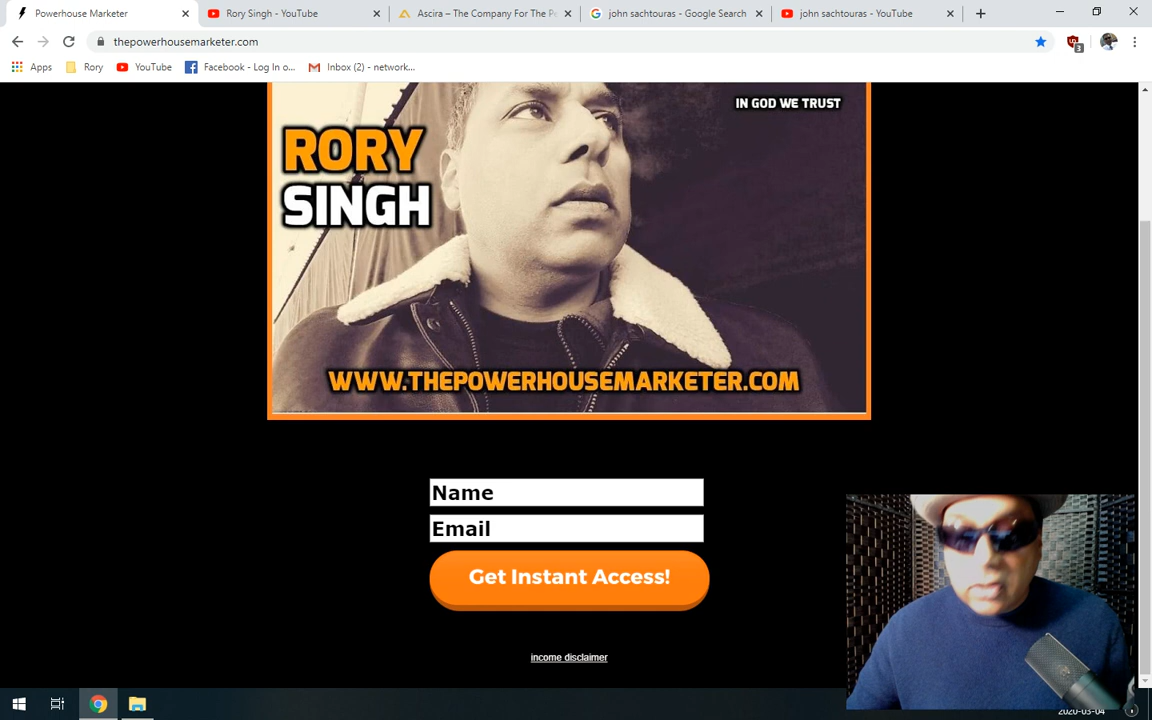 Powerhouse Marketer
Rory Singh - YouTube
Ascira – The Company For The Pe
john sachtouras - Google Search
john sachtouras - YouTube
thepowerhousemarketer.com
3
Apps
Rory
YouTube
Facebook - Log In o...
Inbox (2) - network...
IN GOD WE TRUST
RORY
SINGH
WWW.THEPOWERHOUSEMARKETER.COM
Name
Email
Get Instant Access!
income disclaimer
2020-03-04